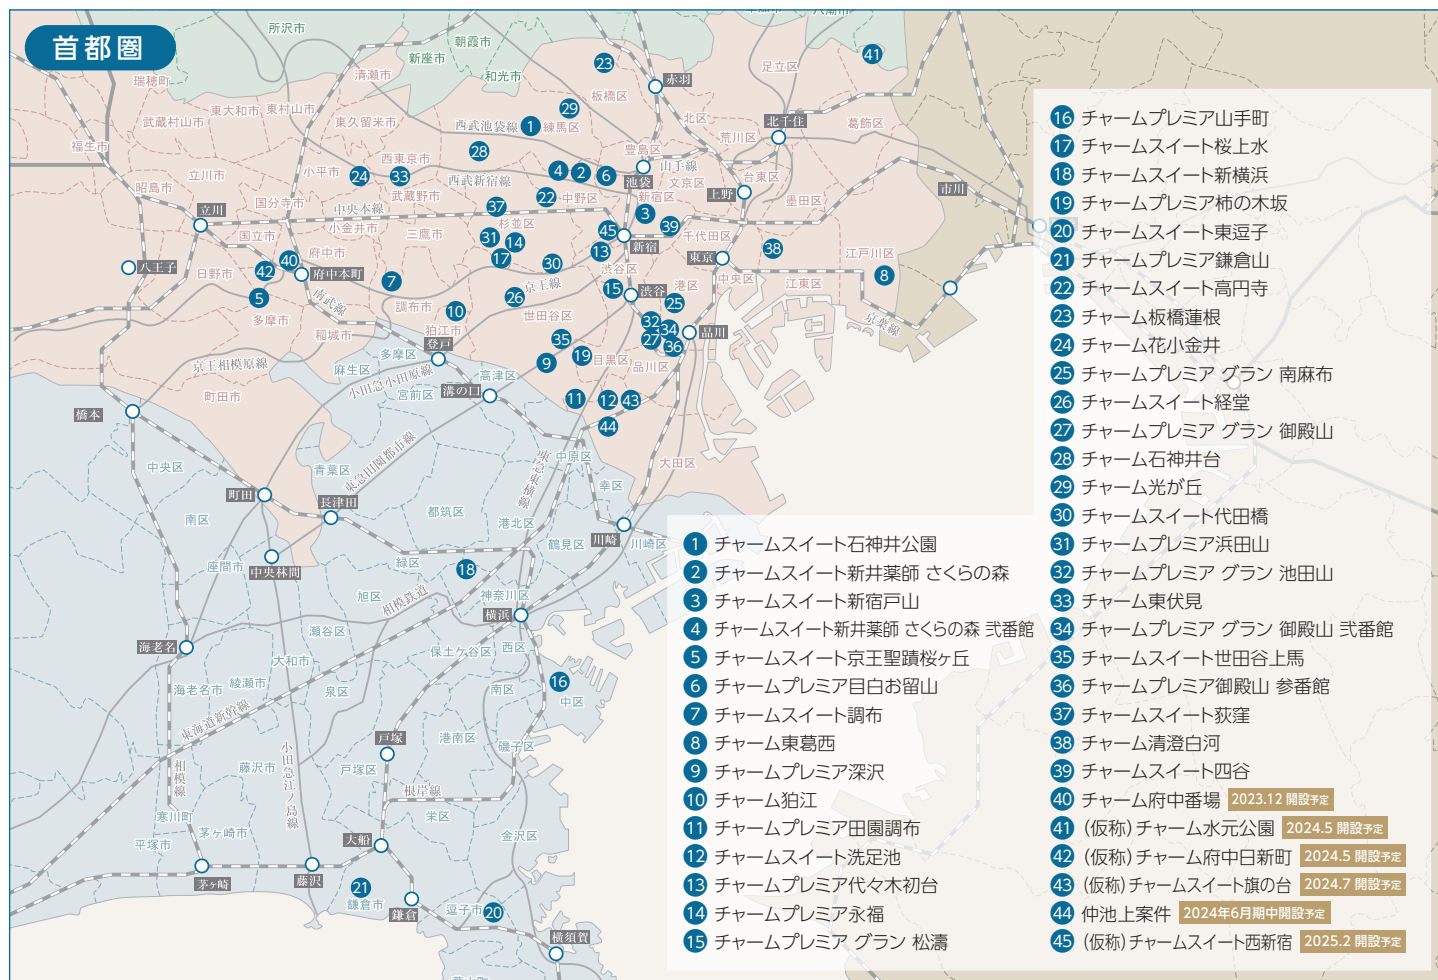 首都圏
所沢市
朝霞市
新座市
和光市
清瀬市
瑞穂町
東大和市
東村山市
武蔵村山市
東久留米市
福生市
西武池袋線
練馬区
板橋区
赤羽
足立区
北区
北千住
荒川区
葛飾区
豊島区
山手線
池袋
文京区
上野
台東区
墨田区
市川
西東京市
小平市
立川市
昭島市
西武新宿線
武蔵野市
中野区
新宿区
国分寺市
中央本線
立川
小金井市
三鷹市
杉並区
新宿
千代田区
国立市
府中市
東京
江戸川区
八王子
日野市
府中本町
渋谷区
中央区
江東区
京王線
渋谷
港区
南武線
調布市
世田谷区
京葉線
多摩市
稲城市
狛江市
品川
登戸
目黒区
品川区
多摩区
京王相模原線
麻生区
小田急小田原線
高津区
町田市
宮前区
溝の口
橋本
東急田園都市線
東急東横線
中原区
大田区
中央区
青葉区
幸区
町田
長津田
都筑区
港北区
南区
川崎
川崎区
鶴見区
座間市
中央林間
緑区
旭区
相模鉄道
神奈川区
横浜
瀬谷区
保土ケ谷区
西区
海老名
大和市
綾瀬市
海老名市
泉区
南区
中区
東海道新幹線
戸塚
港南区
磯子区
相模線
小田急江ノ島線
藤沢市
戸塚区
根岸線
寒川町
栄区
茅ヶ崎市
大船
金沢区
平塚市
茅ヶ崎
藤沢
鎌倉市
鎌倉
逗子市
横須賀
1 チャームスイート石神井公園
2 チャームスイート新井薬師 さくらの森
3 チャームスイート新宿戸山
4 チャームスイート新井薬師 さくらの森 弐番館
5 チャームスイート京王聖蹟桜ヶ丘
6 チャームプレミア目白お留山
7 チャームスイート調布
8 チャーム東葛西
9 チャームプレミア深沢
10 チャーム狛江
11 チャームプレミア田園調布
12 チャームスイート洗足池
13 チャームプレミア代々木初台
14 チャームプレミア永福
15 チャームプレミア グラン 松濤
16 チャームプレミア山手町
17 チャームスイート桜上水
18 チャームスイート新横浜
19 チャームプレミア柿の木坂
20 チャームスイート東逗子
21 チャームプレミア鎌倉山
22 チャームスイート高円寺
23 チャーム板橋蓮根
24 チャーム花小金井
25 チャームプレミア グラン 南麻布
26 チャームスイート経堂
27 チャームプレミア グラン 御殿山
28 チャーム石神井台
29 チャーム光が丘
30 チャームスイート代田橋
31 チャームプレミア浜田山
32 チャームプレミア グラン 池田山
33 チャーム東伏見
34 チャームプレミア グラン 御殿山 弐番館
35 チャームスイート世田谷上馬
36 チャームプレミア御殿山 参番館
37 チャームスイート荻窪
38 チャーム清澄白河
39 チャームスイート四谷
40 チャーム府中番場 2023.12 開設予定
41 (仮称)チャーム水元公園 2024.5 開設予定
42 (仮称)チャーム府中日新町 2024.5 開設予定
43 (仮称)チャームスイート旗の台 2024.7 開設予定
44 仲池上案件 2024年6月期中開設予定
45 (仮称)チャームスイート西新宿 2025.2 開設予定